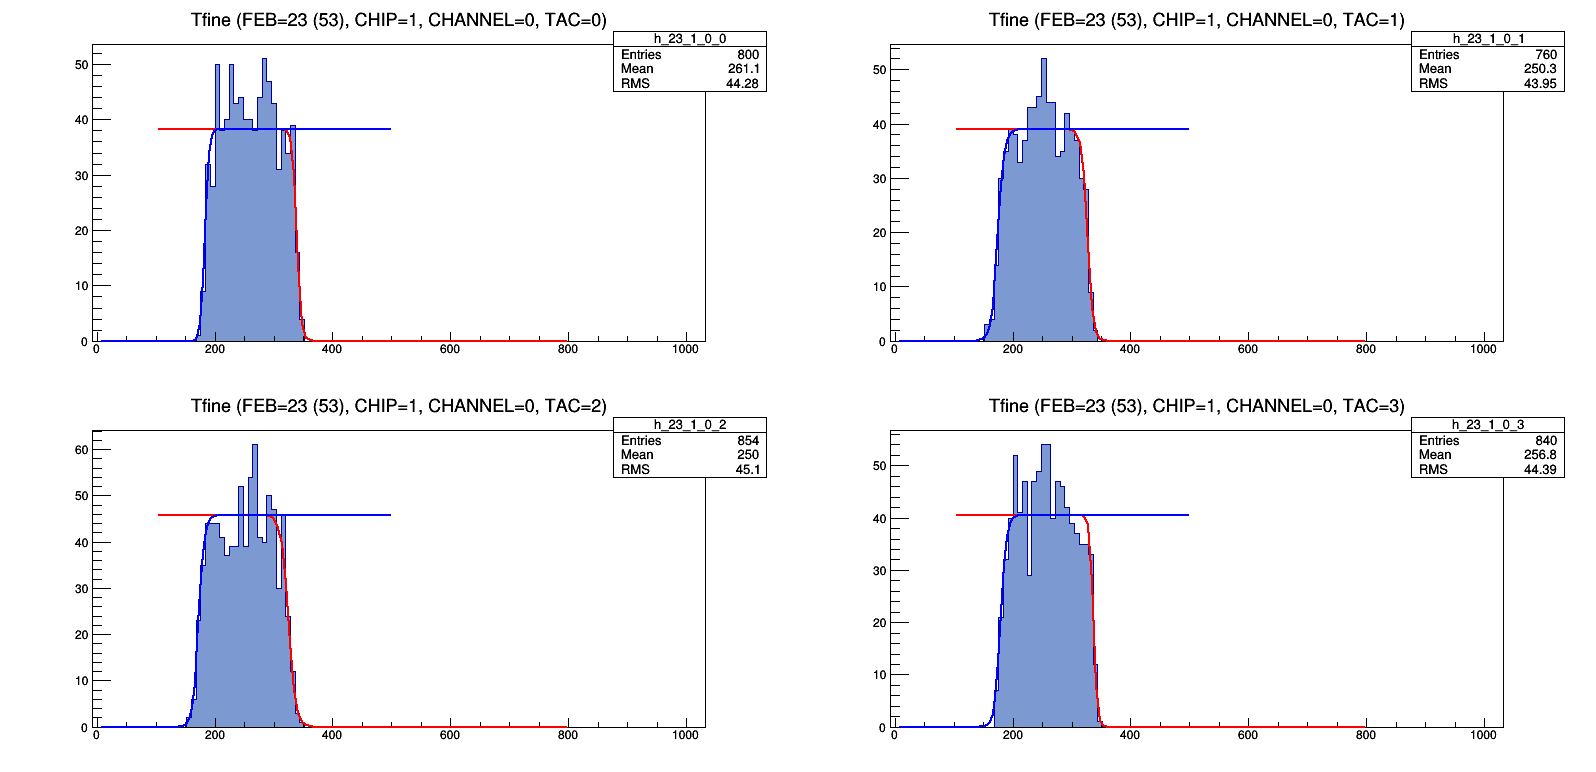 Tfine (FEB=23 (53), CHIP=1, CHANNEL=0, TAC=0)
h_23_1_0_0
Entries 800
Mean 261.1
RMS 44.28
50
40
30
20
10
0
0 200 400 600 800 1000
Tfine (FEB=23 (53), CHIP=1, CHANNEL=0, TAC=1)
h_23_1_0_1
Entries 760
Mean 250.3
RMS 43.95
50
40
30
20
10
0
0 200 400 600 800 1000
Tfine (FEB=23 (53), CHIP=1, CHANNEL=0, TAC=2)
h_23_1_0_2
Entries 854
Mean 250
RMS 45.1
60
50
40
30
20
10
0
0 200 400 600 800 1000
Tfine (FEB=23 (53), CHIP=1, CHANNEL=0, TAC=3)
h_23_1_0_3
Entries 840
Mean 256.8
RMS 44.39
50
40
30
20
10
0
0 200 400 600 800 1000